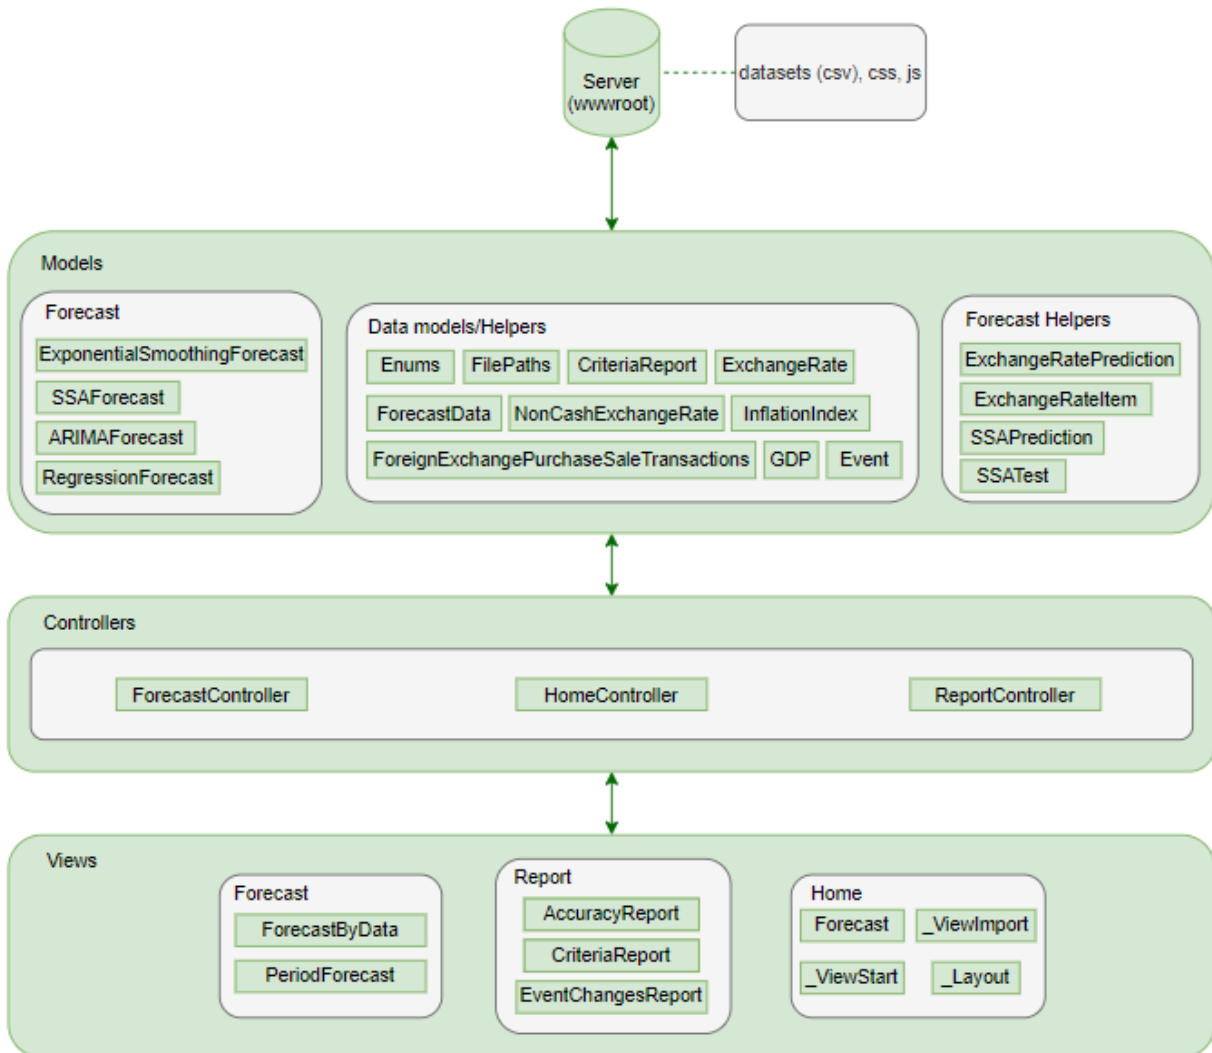 Server
(wwwroot)
datasets (csv), css, js
Models
Forecast
ExponentialSmoothingForecast
SSAForecast
ARIMAForecast
RegressionForecast
Data models/Helpers
Enums
FilePaths
CriteriaReport
ExchangeRate
ForecastData
NonCashExchangeRate
InflationIndex
ForeignExchangePurchaseSaleTransactions
GDP
Event
Forecast Helpers
ExchangeRatePrediction
ExchangeRateItem
SSAPrediction
SSATest
Controllers
ForecastController
HomeController
ReportController
Views
Forecast
ForecastByData
PeriodForecast
Report
AccuracyReport
CriteriaReport
EventChangesReport
Home
Forecast
_ViewImport
_ViewStart
_Layout